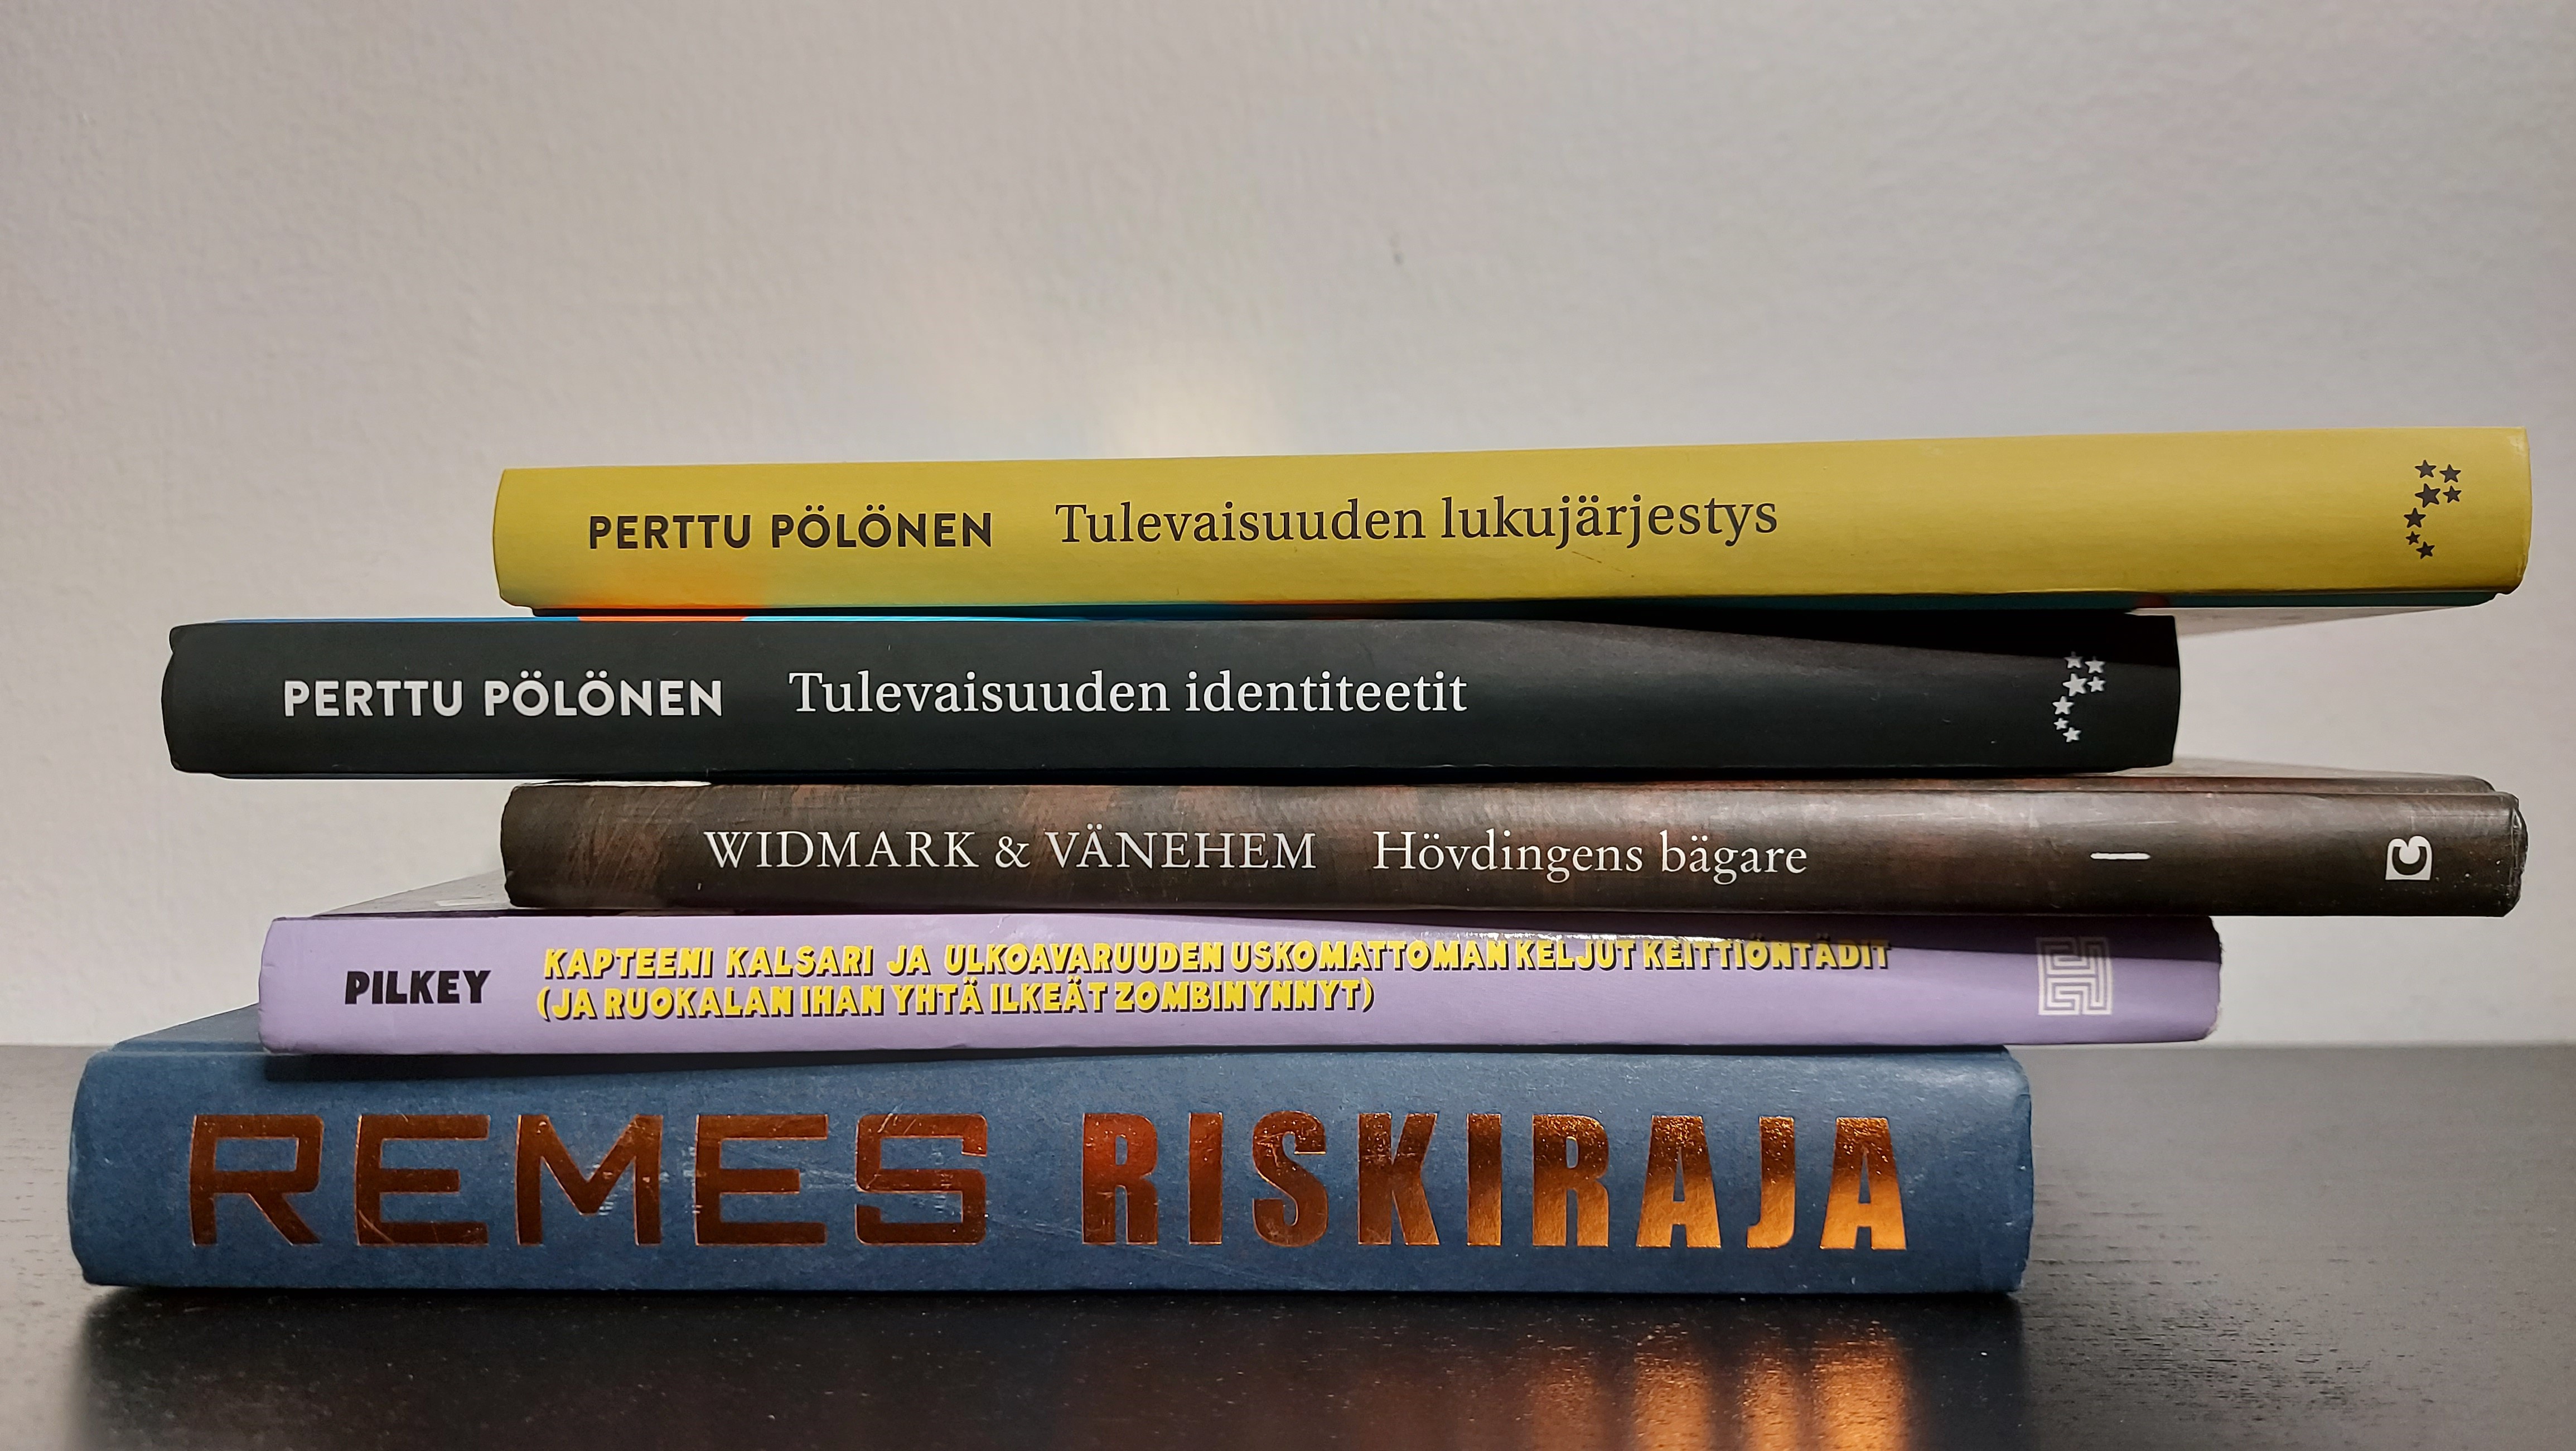 PERTTU PÖLÖNEN Tulevaisuuden lukujärjestys
PERTTU PÖLÖNEN Tulevaisuuden identiteetit
WIDMARK & VÄNEHEM Hövdingens bägare
PILKEY KAPTEENI KALSARI JA ULKOAVARUUDEN USKOMATTOMAN KELJUT KEITTIÖNTÄDIT
(JA RUOKALAN IHAN YHTÄ ILKEÄT ZOMBINYNNYT)
REMES RISKIRAJA